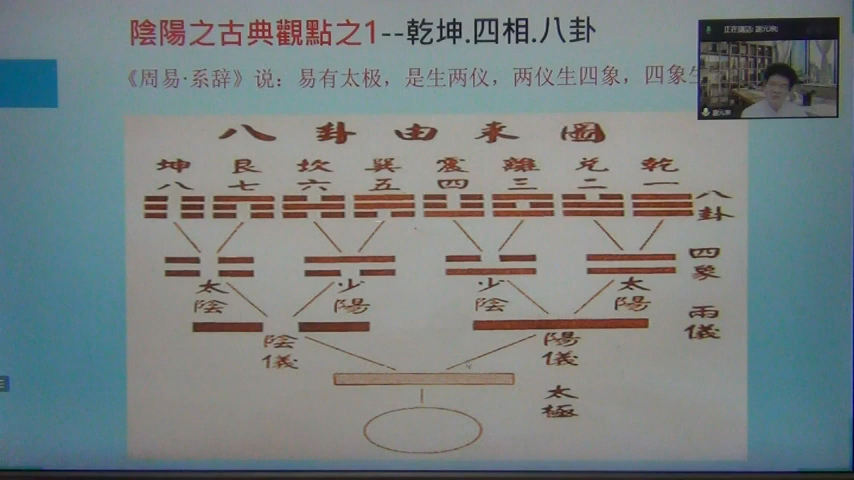 陰陽之古典觀點之1--乾坤.四相.八卦
《周易·系辞》说：易有太极，是生两仪，两仪生四象，四象生
八卦由来圖
坤 艮 坎 巽 震 離 兌 乾
八 七 六 五 四 三 二 一
八卦
四象
太陰 少陽 少陰 太陽
兩儀
陰儀 陽儀
太極